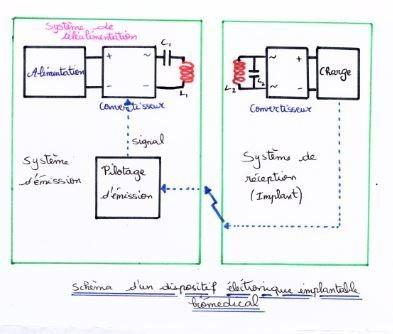 Système de
téléalimentation
Alimentation
+
~
-
~
C₁
L₁
Convertisseur
signal
Système
d'émission
Pilotage
d'émission
L₂
C₂
~
+
~
-
Charge
Convertisseur
Système de
réception
(Implant)
Schéma d'un dispositif électronique implantable
biomedical